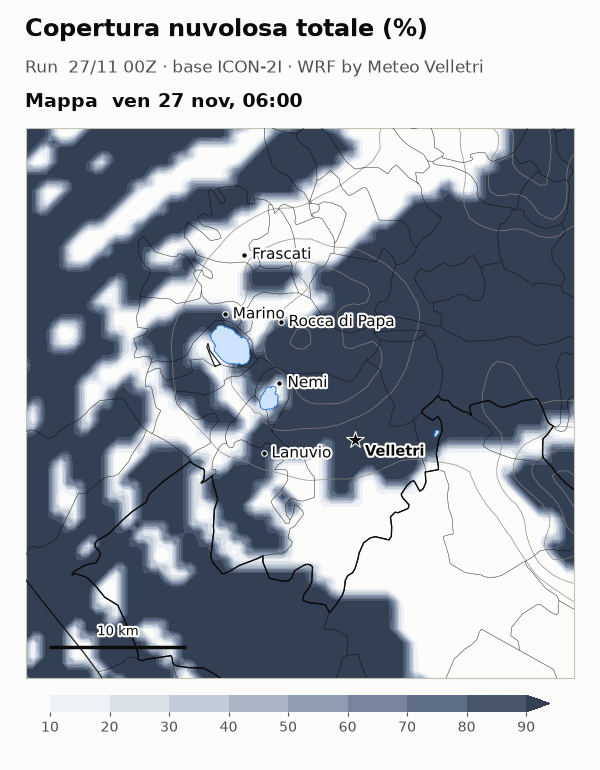 Copertura nuvolosa totale (%)
Run  27/11 00Z · base ICON-2I · WRF by Meteo Velletri
Mappa  ven 27 nov, 06:00
Frascati
Marino
Rocca di Papa
Nemi
Velletri
Lanuvio
10 km
10 20 30 40 50 60 70 80 90